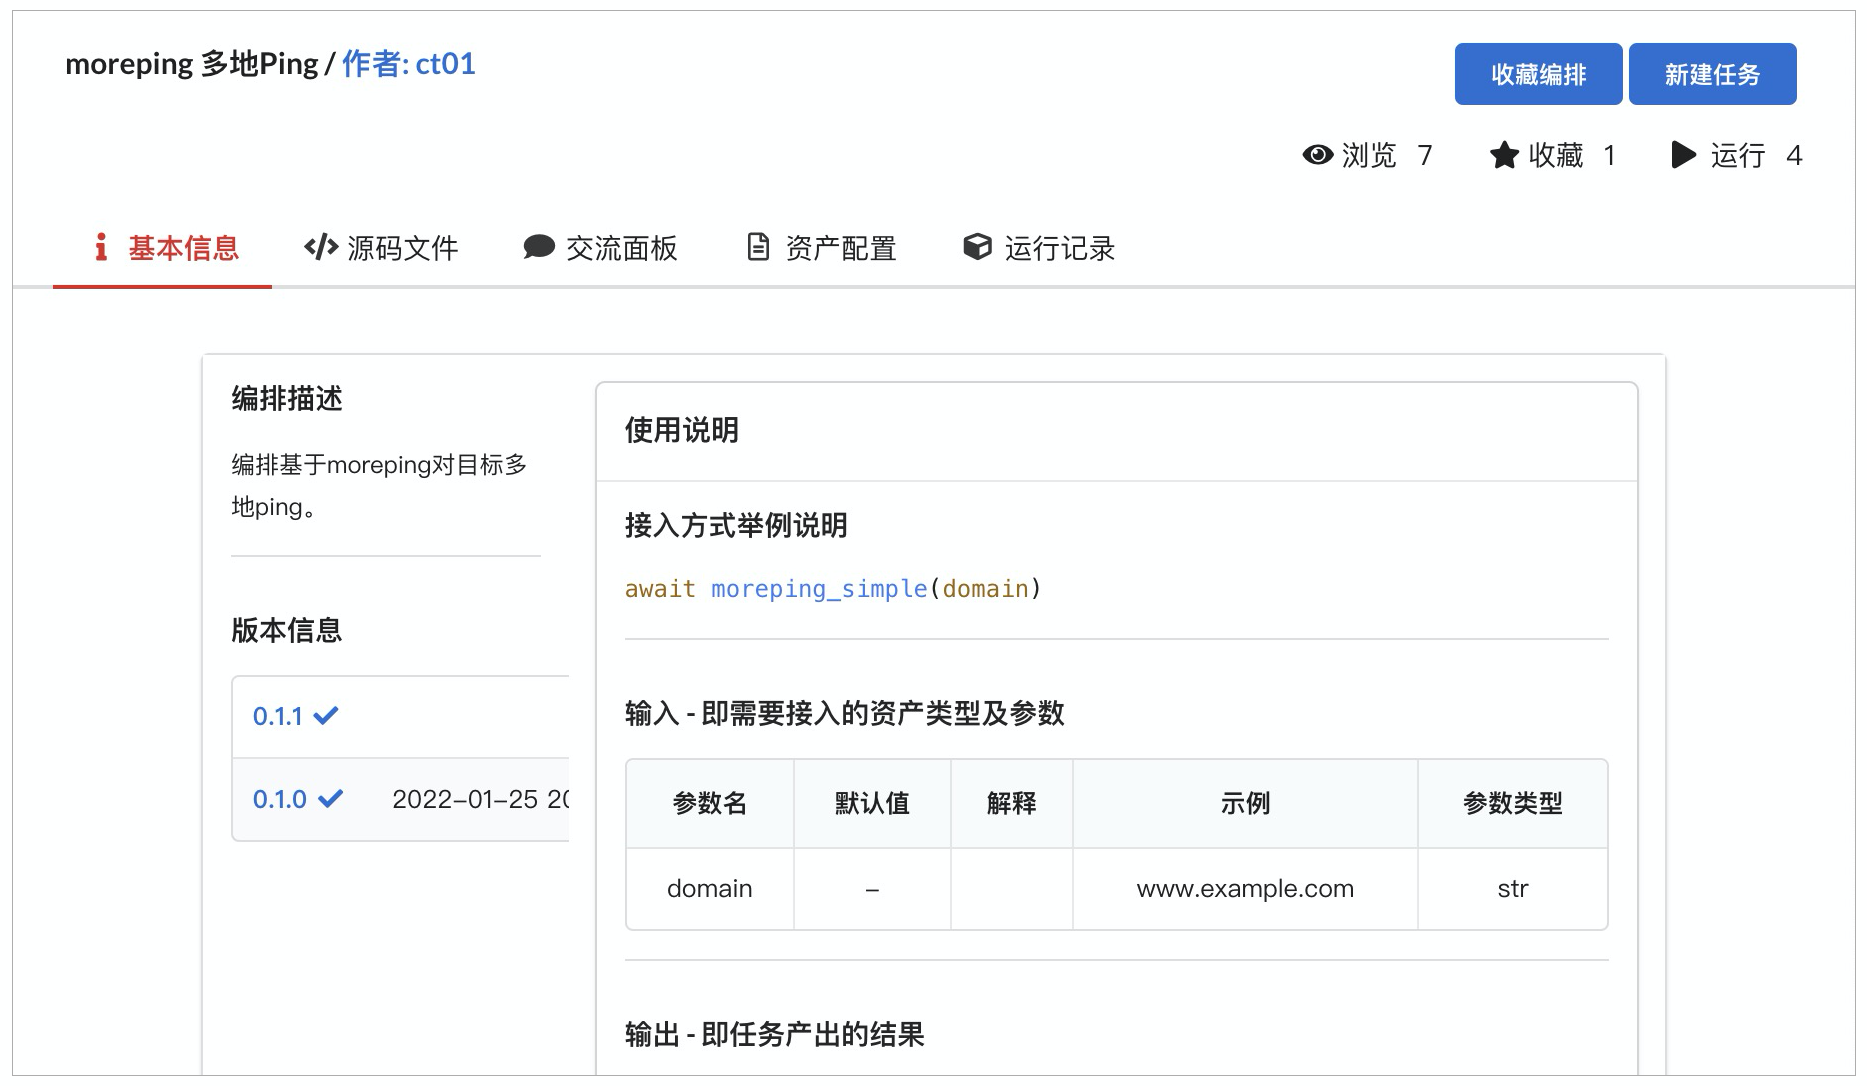 moreping 多地Ping / 作者: ct01
收藏编排 新建任务
浏览 7 收藏 1 运行 4
基本信息 源码文件 交流面板 资产配置 运行记录
编排描述
编排基于moreping对目标多
地ping。
版本信息
0.1.1
0.1.0 2022-01-25 20
使用说明
接入方式举例说明
await moreping_simple(domain)
输入 - 即需要接入的资产类型及参数
参数名 默认值 解释 示例 参数类型
domain – www.example.com str
输出 - 即任务产出的结果